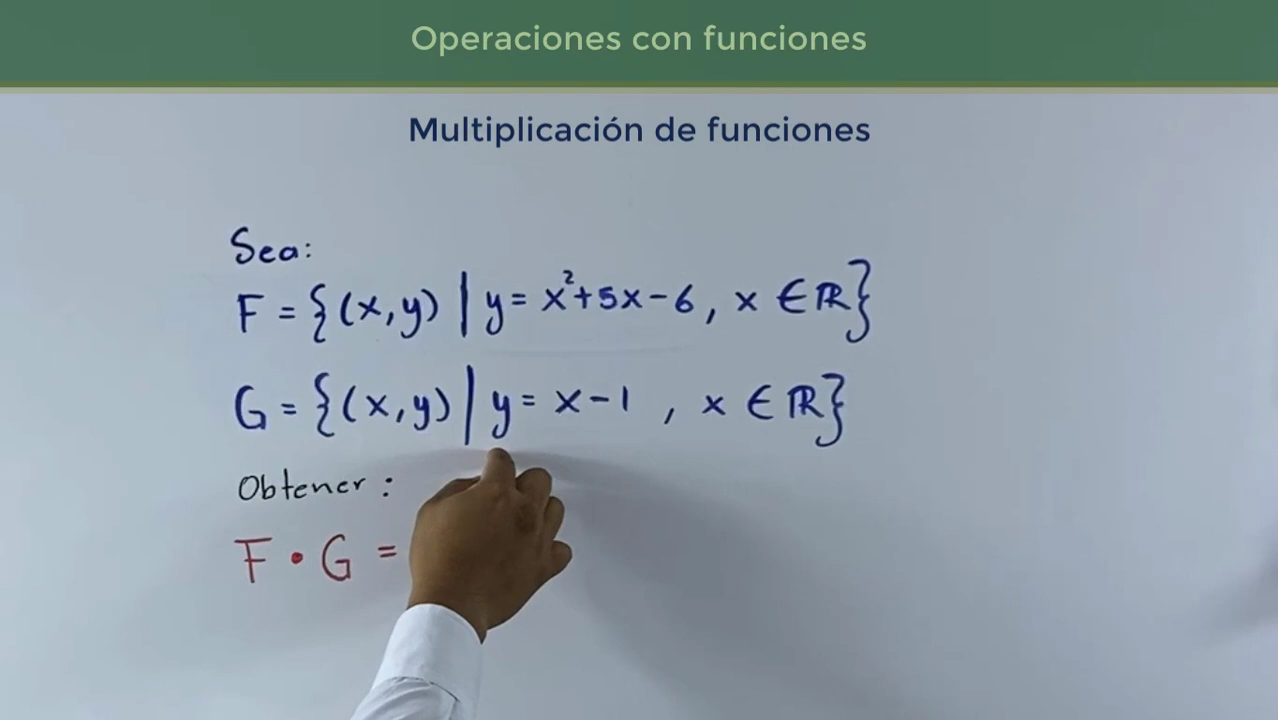 Operaciones con funciones
Multiplicación de funciones
Sea:
F = {(x,y) | y = x²+5x-6, x ∈ ℝ}
G = {(x,y) | y = x-1 , x ∈ ℝ}
Obtener :
F • G =